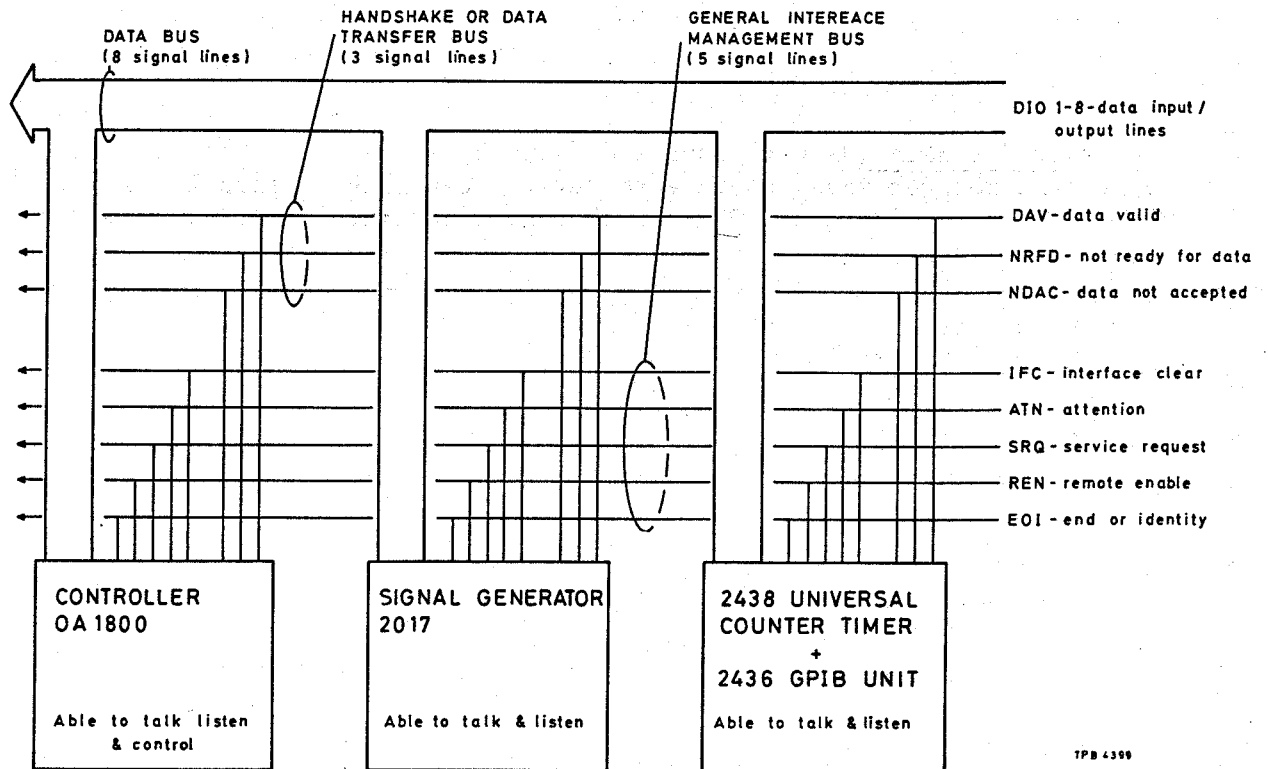 DATA BUS
(8 signal lines)
HANDSHAKE OR DATA
TRANSFER BUS
(3 signal lines)
GENERAL INTEREACE
MANAGEMENT BUS
(5 signal lines)
DIO 1-8-data input /
output lines
DAV-data valid
NRFD - not ready for data
NDAC- data not accepted
IFC- interface clear
ATN- attention
SRQ - service request
REN- remote enable
EOI - end or identity
CONTROLLER
OA 1800
Able to talk listen
& control
SIGNAL GENERATOR
2017
Able to talk & listen
2438 UNIVERSAL
COUNTER TIMER
+
2436 GPIB UNIT
Able to talk & listen
TPB 4399